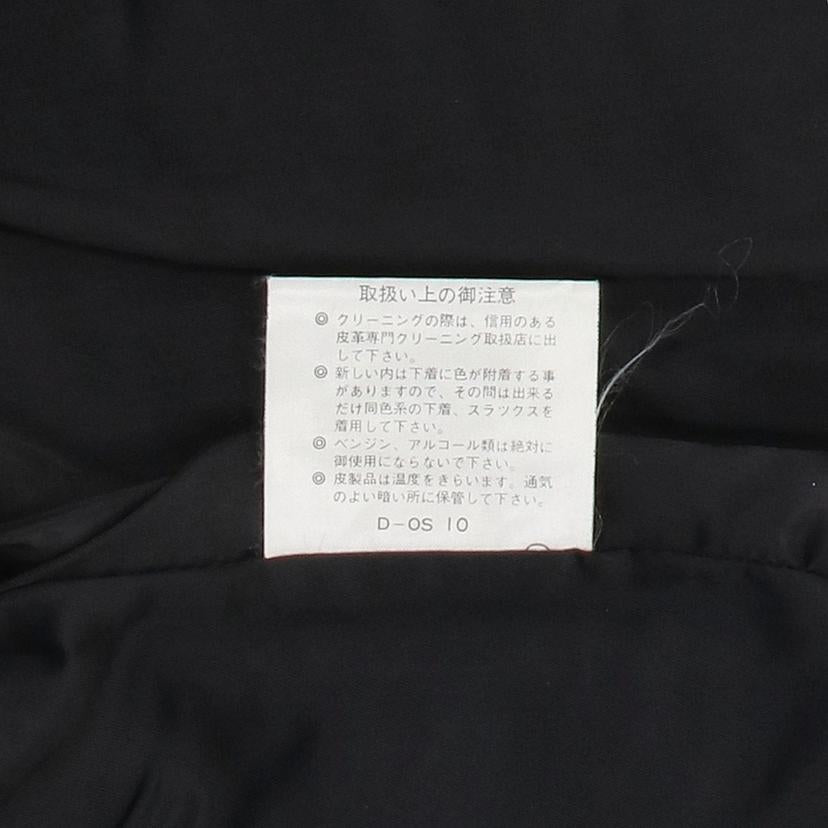 取扱い上の御注意
◎ クリーニングの際は、信用のある
皮革専門クリーニング取扱店に出
して下さい。
◎ 新しい内は下着に色が附着する事
がありますので、その間は出来る
だけ同色系の下着、スラックスを
着用して下さい。
◎ ベンジン、アルコール類は絶対に
御使用にならないで下さい。
◎ 皮製品は温度をきらいます。通気
のよい暗い所に保管して下さい。
D-OS 10